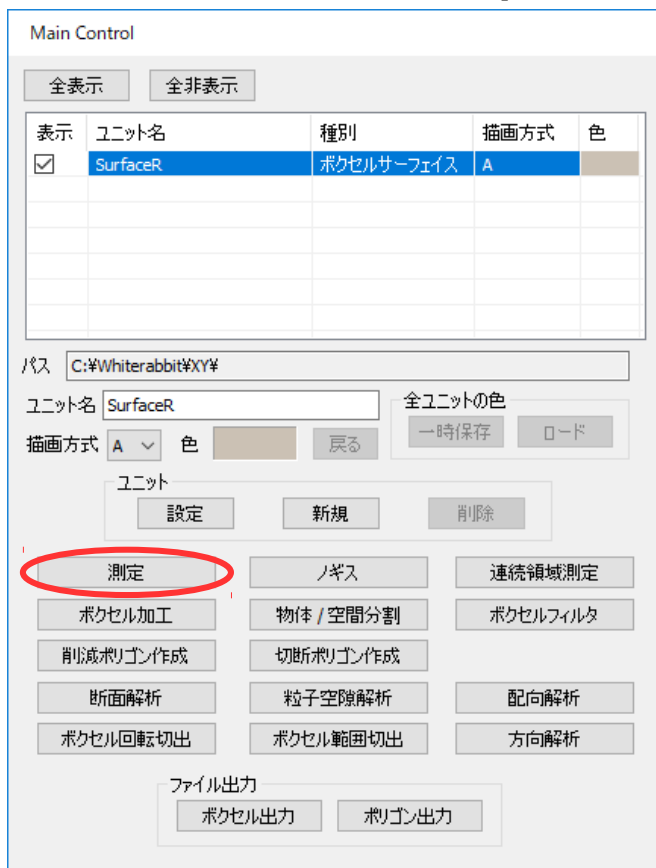 Main Control
全表示 全非表示
表示 ユニット名 種別 描画方式 色
SurfaceR ボクセルサーフェイス A
パス C:¥Whiterabbit¥XY¥
ユニット名 SurfaceR 全ユニットの色
描画方式 A 色 戻る 一時保存 ロード
ユニット
設定 新規 削除
測定 ノギス 連続領域測定
ボクセル加工 物体 / 空間分割 ボクセルフィルタ
削減ポリゴン作成 切断ポリゴン作成
断面解析 粒子空隙解析 配向解析
ボクセル回転切出 ボクセル範囲切出 方向解析
ファイル出力
ボクセル出力 ポリゴン出力